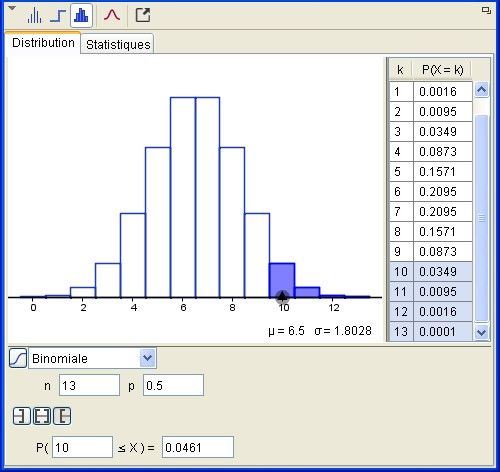 Distribution Statistiques
k P(X = k)
1 0.0016
2 0.0095
3 0.0349
4 0.0873
5 0.1571
6 0.2095
7 0.2095
8 0.1571
9 0.0873
10 0.0349
11 0.0095
12 0.0016
13 0.0001
0 2 4 6 8 10 12
μ = 6.5 σ = 1.8028
Binomiale
n 13 p 0.5
P( 10 ≤ X ) = 0.0461